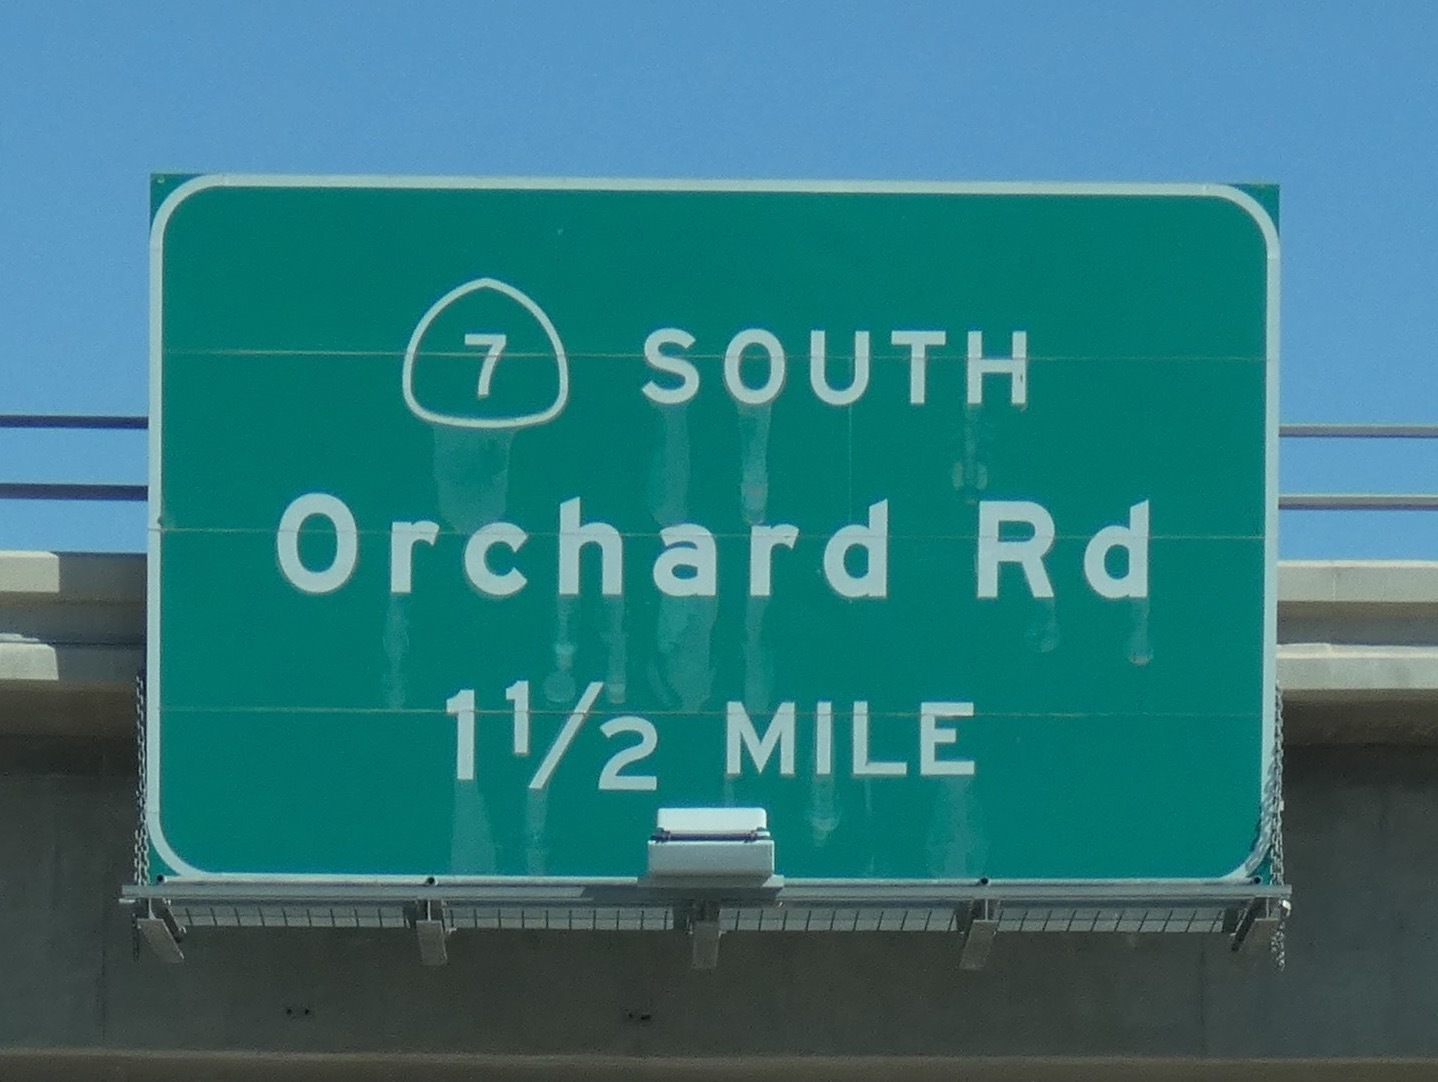 7 SOUTH
Orchard Rd
1 1/2 MILE